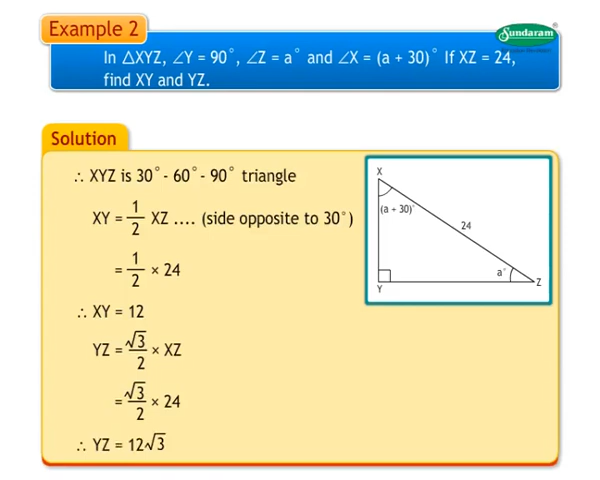 Example 2
Sundaram®
In △XYZ, ∠Y = 90°, ∠Z = a° and ∠X = (a + 30)° If XZ = 24,
find XY and YZ.
Solution
∴ XYZ is 30° - 60° - 90° triangle
XY = 1/2 XZ .... (side opposite to 30°)
= 1/2 × 24
∴ XY = 12
YZ = √3/2 × XZ
= √3/2 × 24
∴ YZ = 12√3
X
(a + 30)°
24
a°
Y
Z